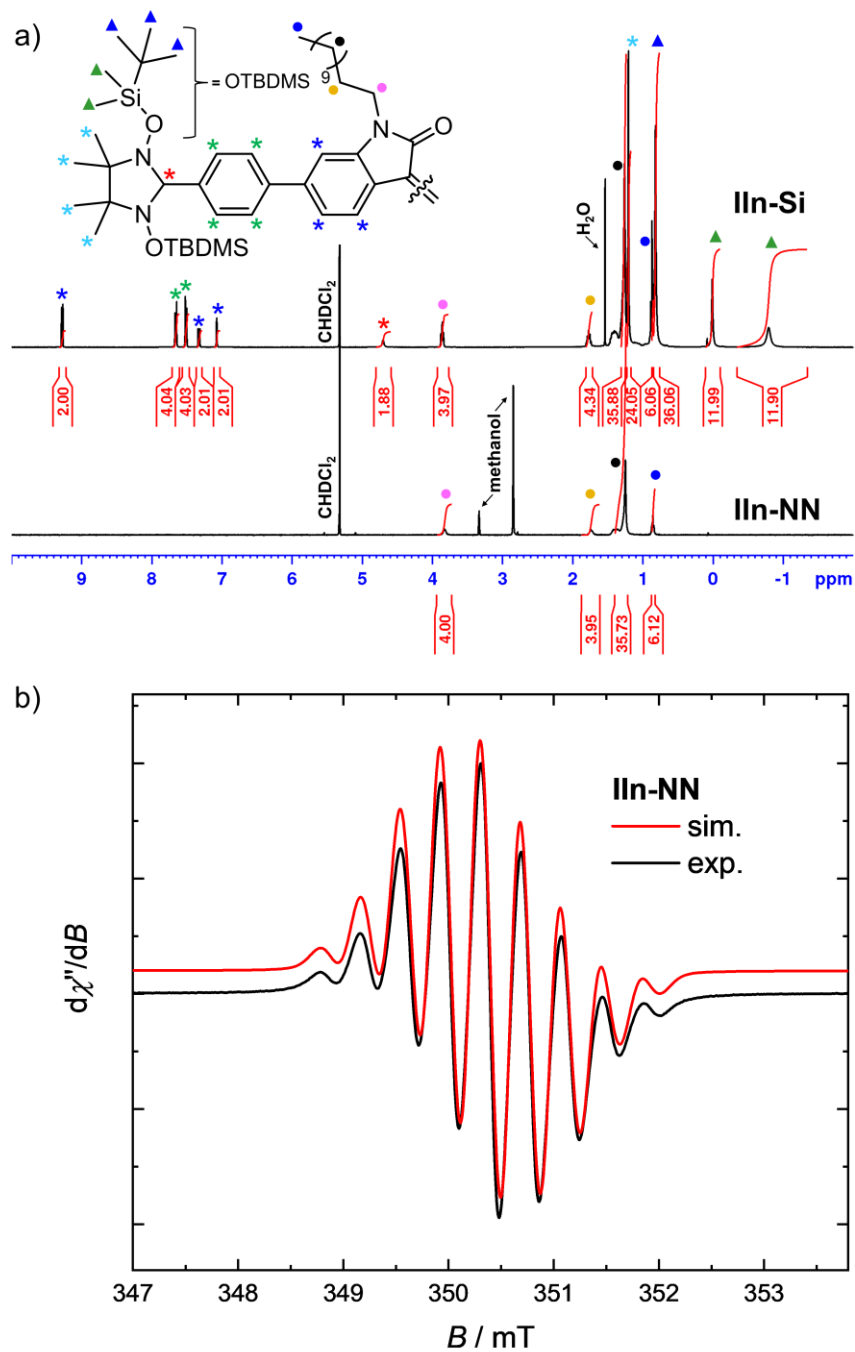 a)
9
Si
= OTBDMS
O
N
N
O
N
OTBDMS
H₂O
IIn-Si
CHDCl₂
2.00
4.04
4.03
2.01
2.01
1.88
3.97
4.34
35.88
24.05
6.06
36.06
11.99
11.90
CHDCl₂
methanol
IIn-NN
9 8 7 6 5 4 3 2 1 0 -1 ppm
4.00
3.95
35.73
6.12
b)
IIn-NN
sim.
exp.
dχ''/dB
347 348 349 350 351 352 353
B / mT